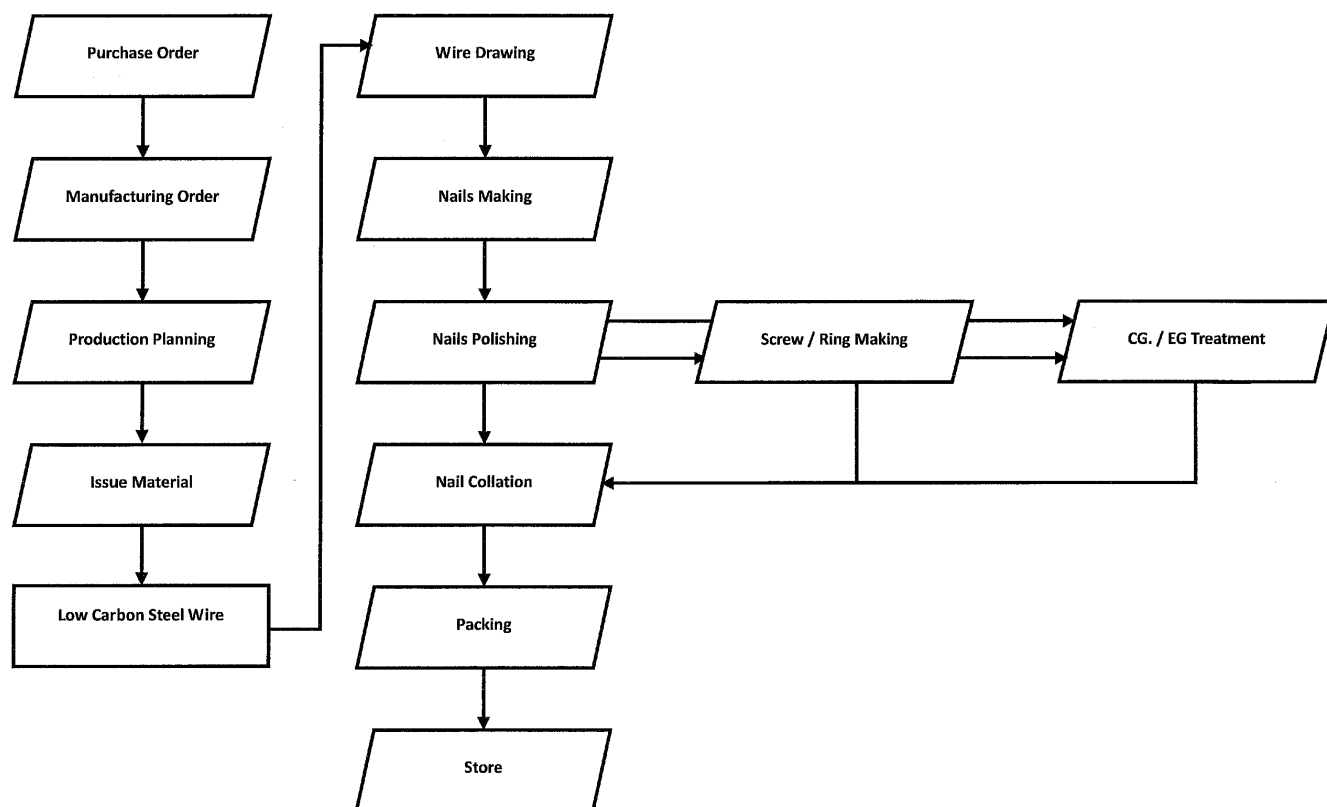 Purchase Order
Manufacturing Order
Production Planning
Issue Material
Low Carbon Steel Wire
Wire Drawing
Nails Making
Nails Polishing
Screw / Ring Making
CG. / EG Treatment
Nail Collation
Packing
Store